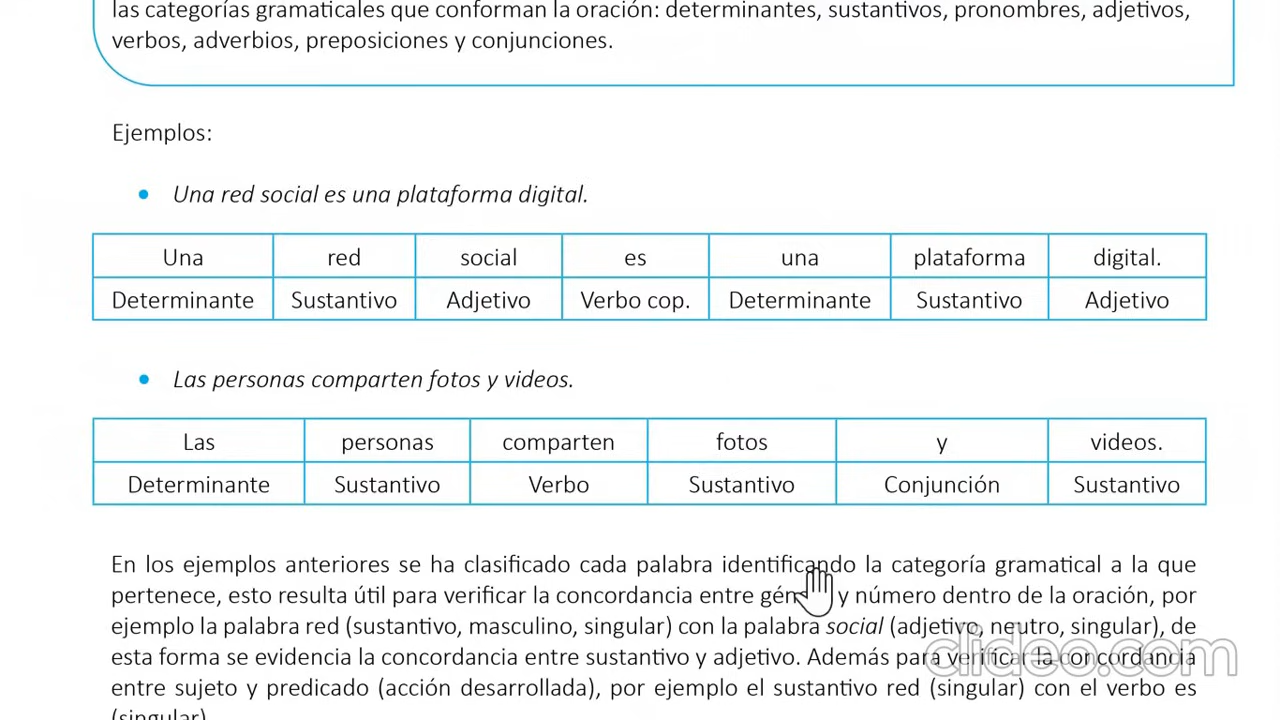 las categorías gramaticales que conforman la oración: determinantes, sustantivos, pronombres, adjetivos,
verbos, adverbios, preposiciones y conjunciones.
Ejemplos:
• Una red social es una plataforma digital.
Una red social es una plataforma digital.
Determinante Sustantivo Adjetivo Verbo cop. Determinante Sustantivo Adjetivo
• Las personas comparten fotos y videos.
Las personas comparten fotos y videos.
Determinante Sustantivo Verbo Sustantivo Conjunción Sustantivo
En los ejemplos anteriores se ha clasificado cada palabra identificando la categoría gramatical a la que
pertenece, esto resulta útil para verificar la concordancia entre género y número dentro de la oración, por
ejemplo la palabra red (sustantivo, masculino, singular) con la palabra social (adjetivo, neutro, singular), de
esta forma se evidencia la concordancia entre sustantivo y adjetivo. Además para verificar la concordancia
entre sujeto y predicado (acción desarrollada), por ejemplo el sustantivo red (singular) con el verbo es
(singular)
clideo.com